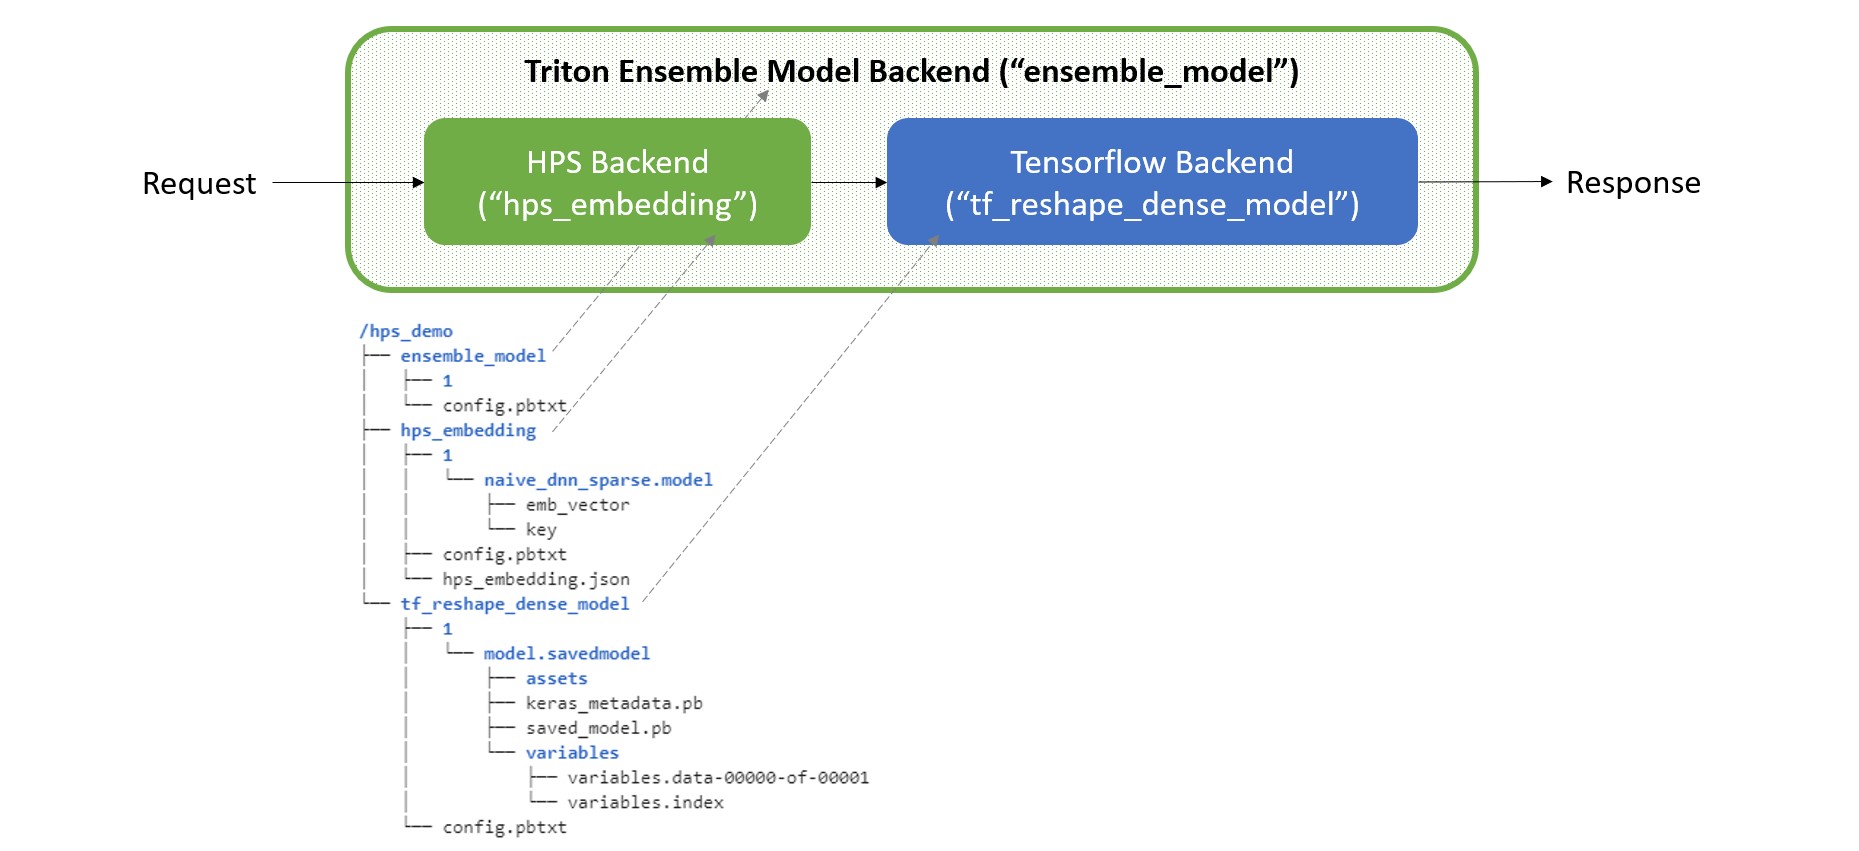 Triton Ensemble Model Backend (“ensemble_model”)
Request
HPS Backend
(“hps_embedding”)
Tensorflow Backend
(“tf_reshape_dense_model”)
Response
/hps_demo
├── ensemble_model
│   ├── 1
│   └── config.pbtxt
├── hps_embedding
│   ├── 1
│   │   └── naive_dnn_sparse.model
│   │       ├── emb_vector
│   │       └── key
│   ├── config.pbtxt
│   └── hps_embedding.json
└── tf_reshape_dense_model
    ├── 1
    │   └── model.savedmodel
    │       ├── assets
    │       ├── keras_metadata.pb
    │       ├── saved_model.pb
    │       └── variables
    │           ├── variables.data-00000-of-00001
    │           └── variables.index
    └── config.pbtxt